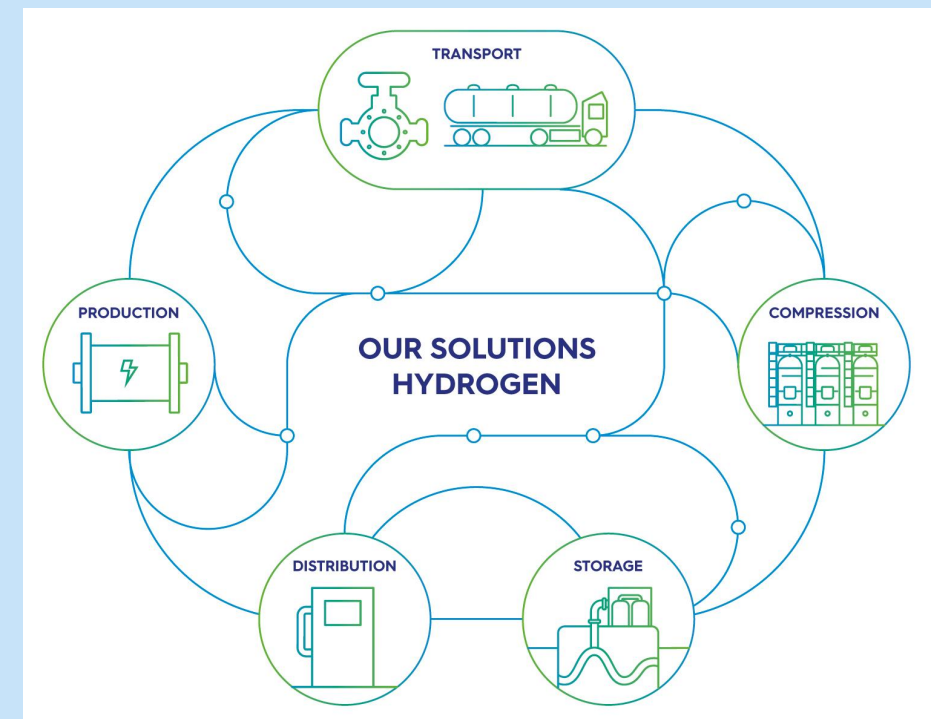 TRANSPORT
PRODUCTION
COMPRESSION
OUR SOLUTIONS
HYDROGEN
DISTRIBUTION
STORAGE